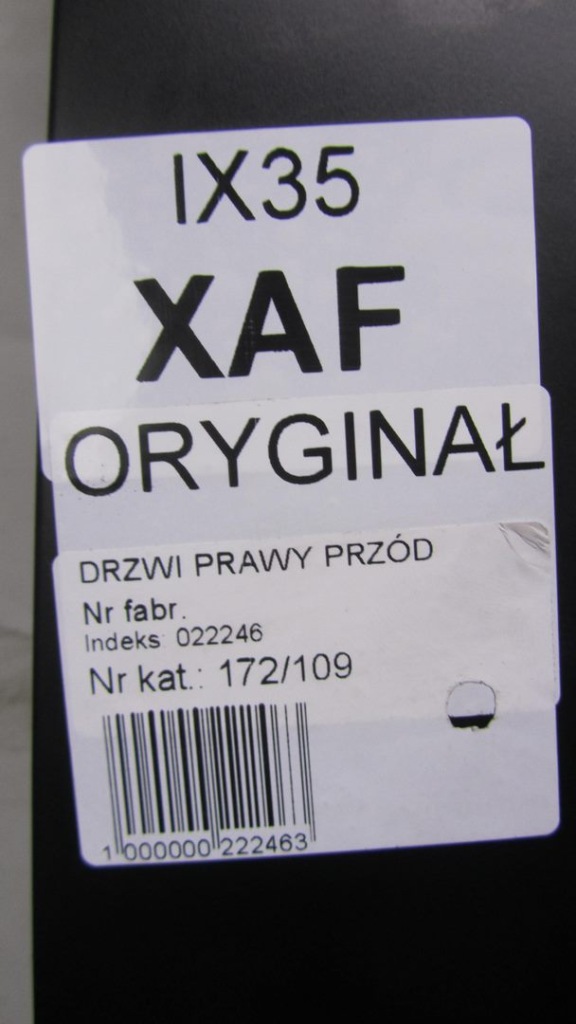 IX35
XAF
ORYGINAŁ
DRZWI PRAWY PRZÓD
Nr fabr.
Indeks: 022246
Nr kat.: 172/109
1 000000 222463